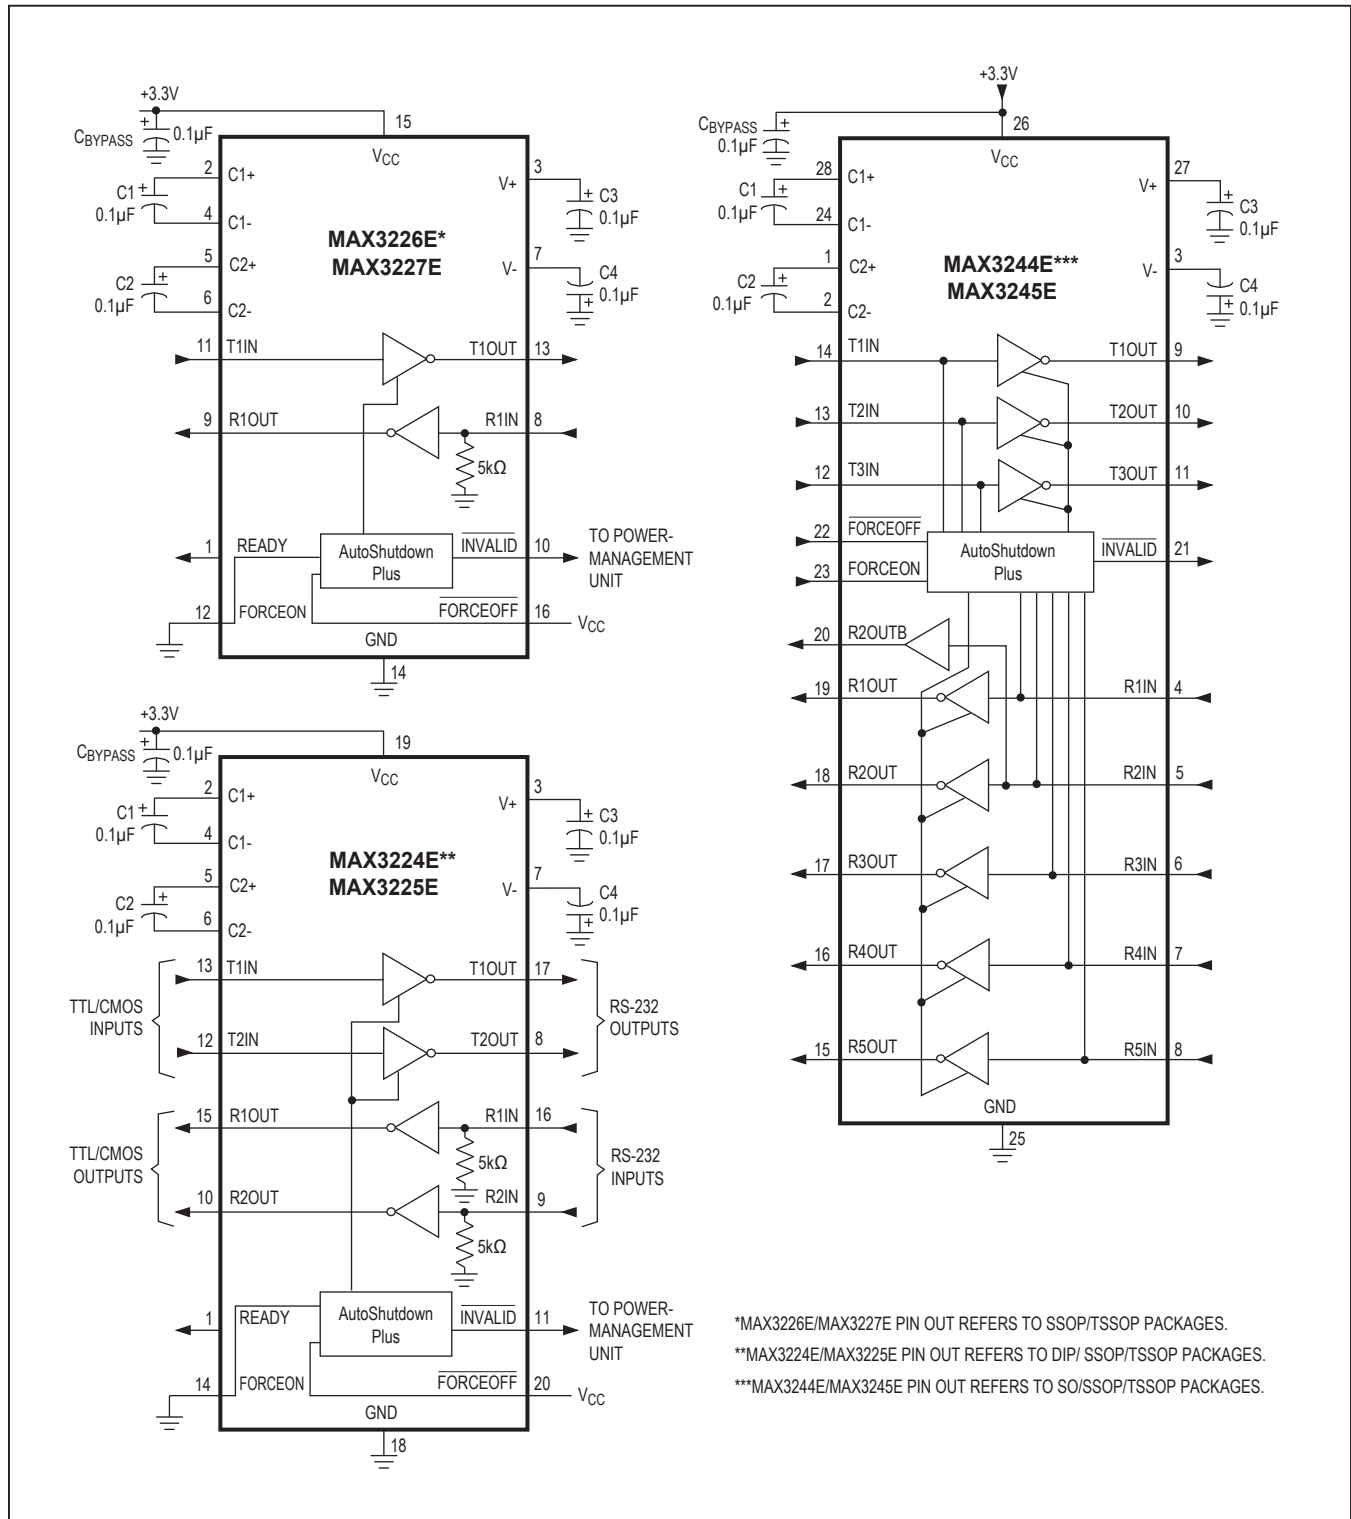 +3.3V
CBYPASS
+
0.1µF
15
VCC
2
C1+
C1
+
0.1µF
4
C1-
5
C2+
C2
+
0.1µF
6
C2-
3
V+
+
C3
0.1µF
7
V-
C4
+
0.1µF
MAX3226E*
MAX3227E
11
T1IN
T1OUT
13
9
R1OUT
R1IN
8
5kΩ
1
READY
AutoShutdown
Plus
INVALID
10
TO POWER-
MANAGEMENT
UNIT
12
FORCEON
FORCEOFF
16
VCC
GND
14
+3.3V
CBYPASS
+
0.1µF
19
VCC
2
C1+
C1
+
0.1µF
4
C1-
5
C2+
C2
+
0.1µF
6
C2-
3
V+
+
C3
0.1µF
7
V-
C4
+
0.1µF
MAX3224E**
MAX3225E
TTL/CMOS
INPUTS
13
T1IN
T1OUT
17
12
T2IN
T2OUT
8
RS-232
OUTPUTS
TTL/CMOS
OUTPUTS
15
R1OUT
R1IN
16
5kΩ
10
R2OUT
R2IN
9
5kΩ
RS-232
INPUTS
1
READY
AutoShutdown
Plus
INVALID
11
TO POWER-
MANAGEMENT
UNIT
14
FORCEON
FORCEOFF
20
VCC
GND
18
+3.3V
CBYPASS
+
0.1µF
26
VCC
28
C1+
C1
+
0.1µF
24
C1-
1
C2+
C2
+
0.1µF
2
C2-
27
V+
+
C3
0.1µF
3
V-
C4
+
0.1µF
MAX3244E***
MAX3245E
14
T1IN
T1OUT
9
13
T2IN
T2OUT
10
12
T3IN
T3OUT
11
22
FORCEOFF
23
FORCEON
AutoShutdown
Plus
INVALID
21
20
R2OUTB
19
R1OUT
R1IN
4
18
R2OUT
R2IN
5
17
R3OUT
R3IN
6
16
R4OUT
R4IN
7
15
R5OUT
R5IN
8
GND
25
*MAX3226E/MAX3227E PIN OUT REFERS TO SSOP/TSSOP PACKAGES.
**MAX3224E/MAX3225E PIN OUT REFERS TO DIP/ SSOP/TSSOP PACKAGES.
***MAX3244E/MAX3245E PIN OUT REFERS TO SO/SSOP/TSSOP PACKAGES.